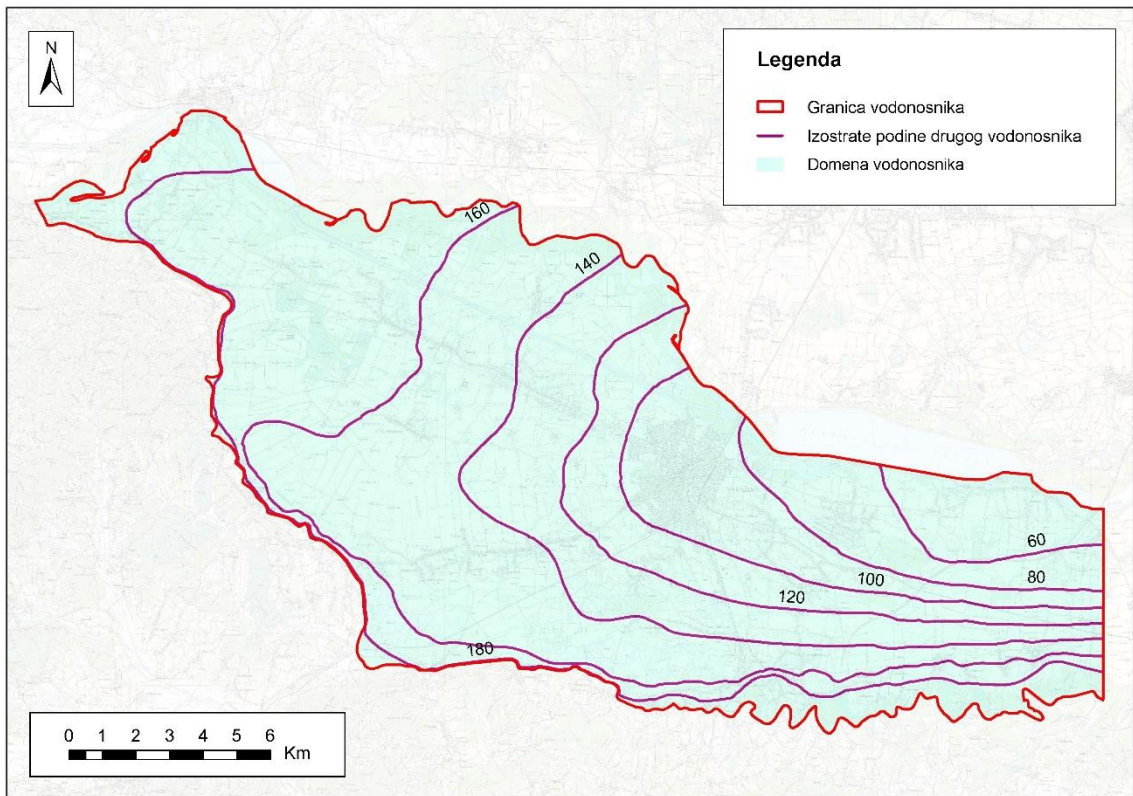 N
Legenda
Granica vodonosnika
Izostrate podine drugog vodonosnika
Domena vodonosnika
160
140
60
100
80
120
180
0 1 2 3 4 5 6
Km